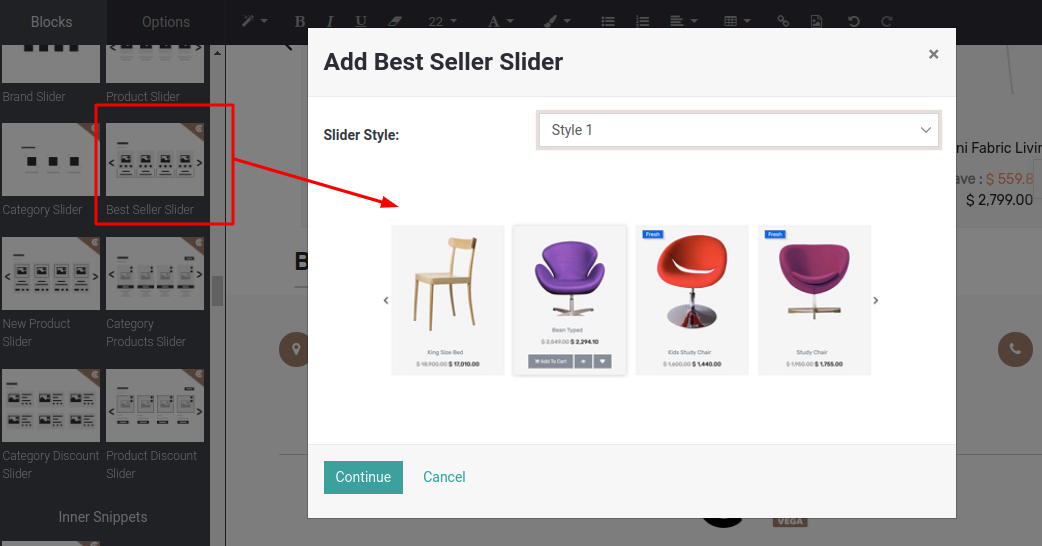 Blocks
Options
B I U 22 A
Brand Slider
Product Slider
Category Slider
Best Seller Slider
New Product
Slider
Category
Products Slider
Category Discount
Slider
Product Discount
Slider
Inner Snippets
Add Best Seller Slider
×
Slider Style:
Style 1
King Size Bed
$ 18,900.00 $ 17,010.00
Bean Typed
$ 2,549.00 $ 2,294.10
Add To Cart
Fresh
Kids Study Chair
$ 1,600.00 $ 1,440.00
Fresh
Study Chair
$ 1,950.00 $ 1,755.00
Continue
Cancel
ni Fabric Livin
ave : $ 559.8
$ 2,799.00
B
VEGA